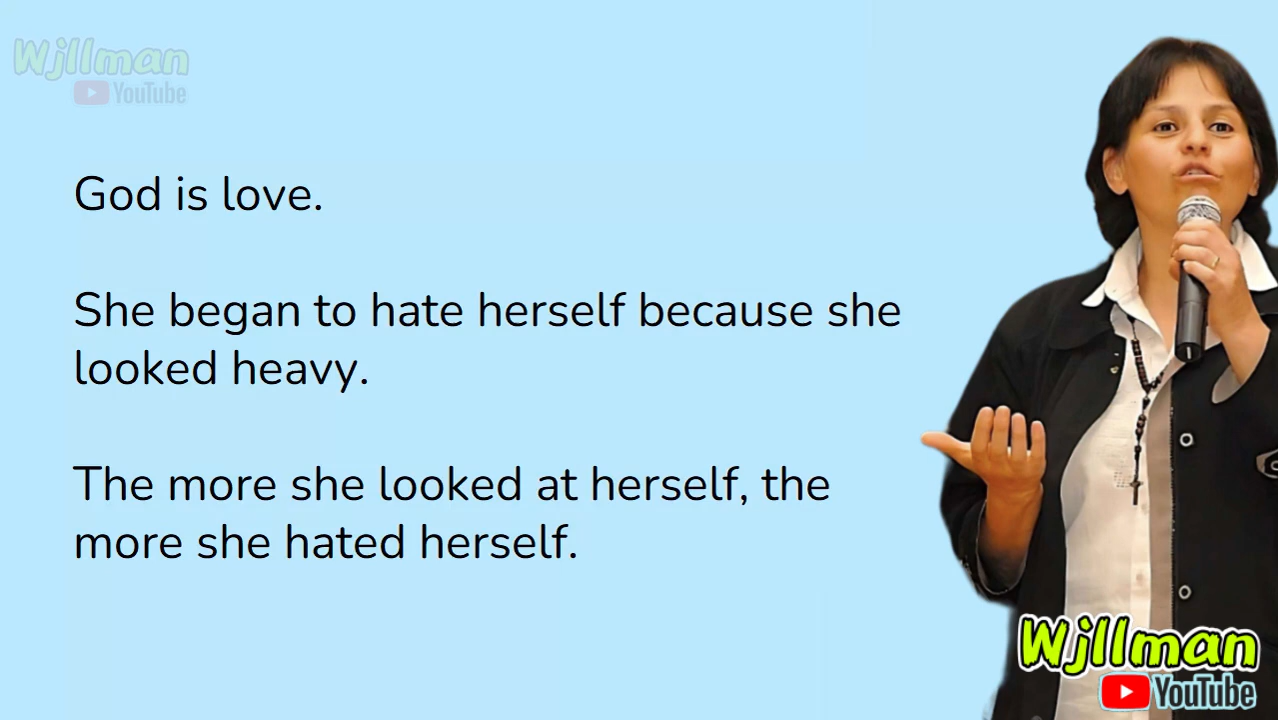 Wjllman
YouTube
God is love.
She began to hate herself because she
looked heavy.
The more she looked at herself, the
more she hated herself.
Wjllman
YouTube